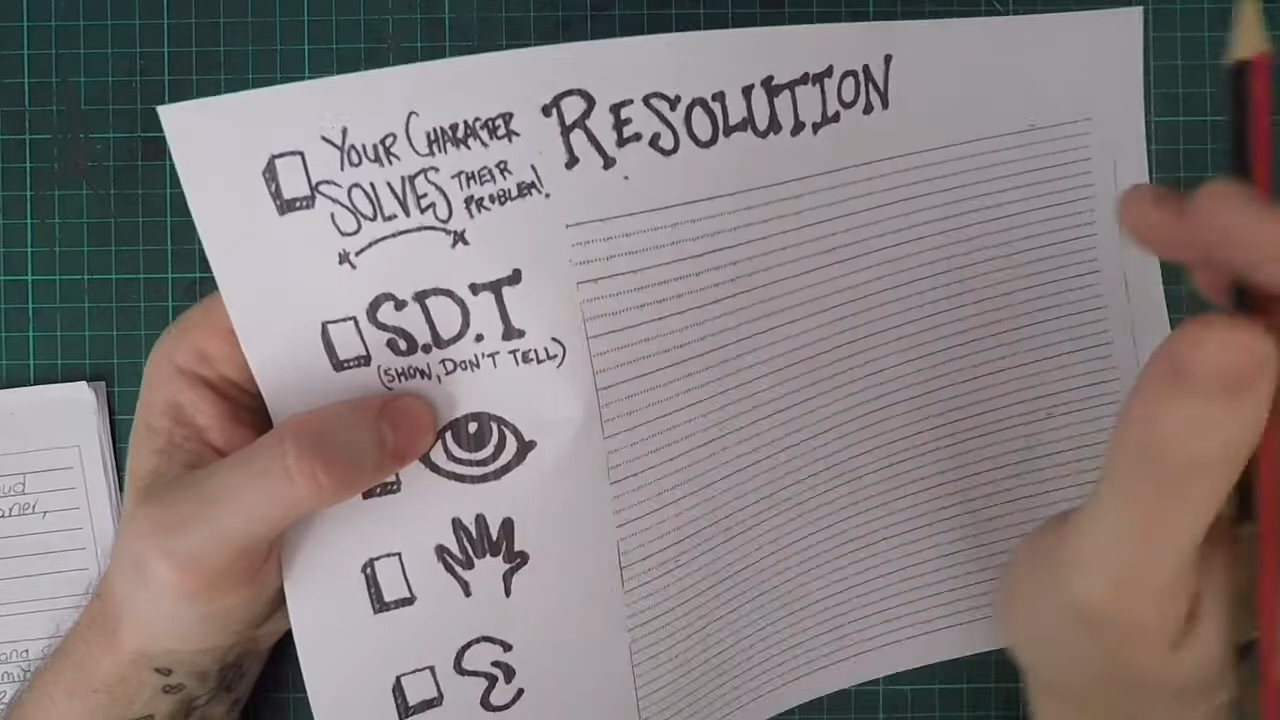 YOUR CHARACTER
SOLVES THEIR PROBLEM!
RESOLUTION
S.D.T
(SHOW, DON'T TELL)